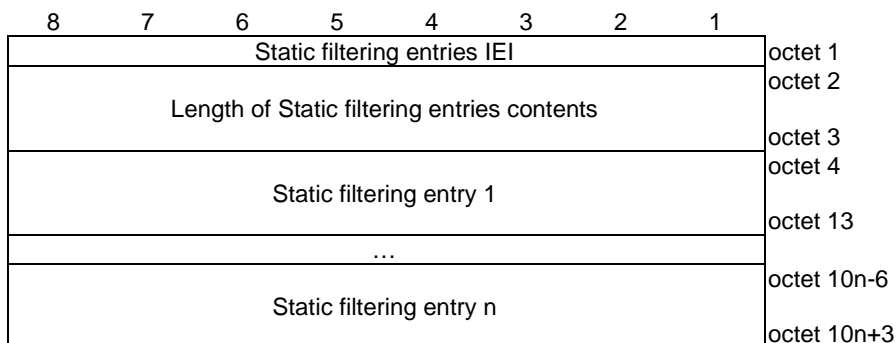 8 7 6 5 4 3 2 1
Static filtering entries IEI octet 1
octet 2
Length of Static filtering entries contents
octet 3
octet 4
Static filtering entry 1
octet 13
…
octet 10n-6
Static filtering entry n
octet 10n+3